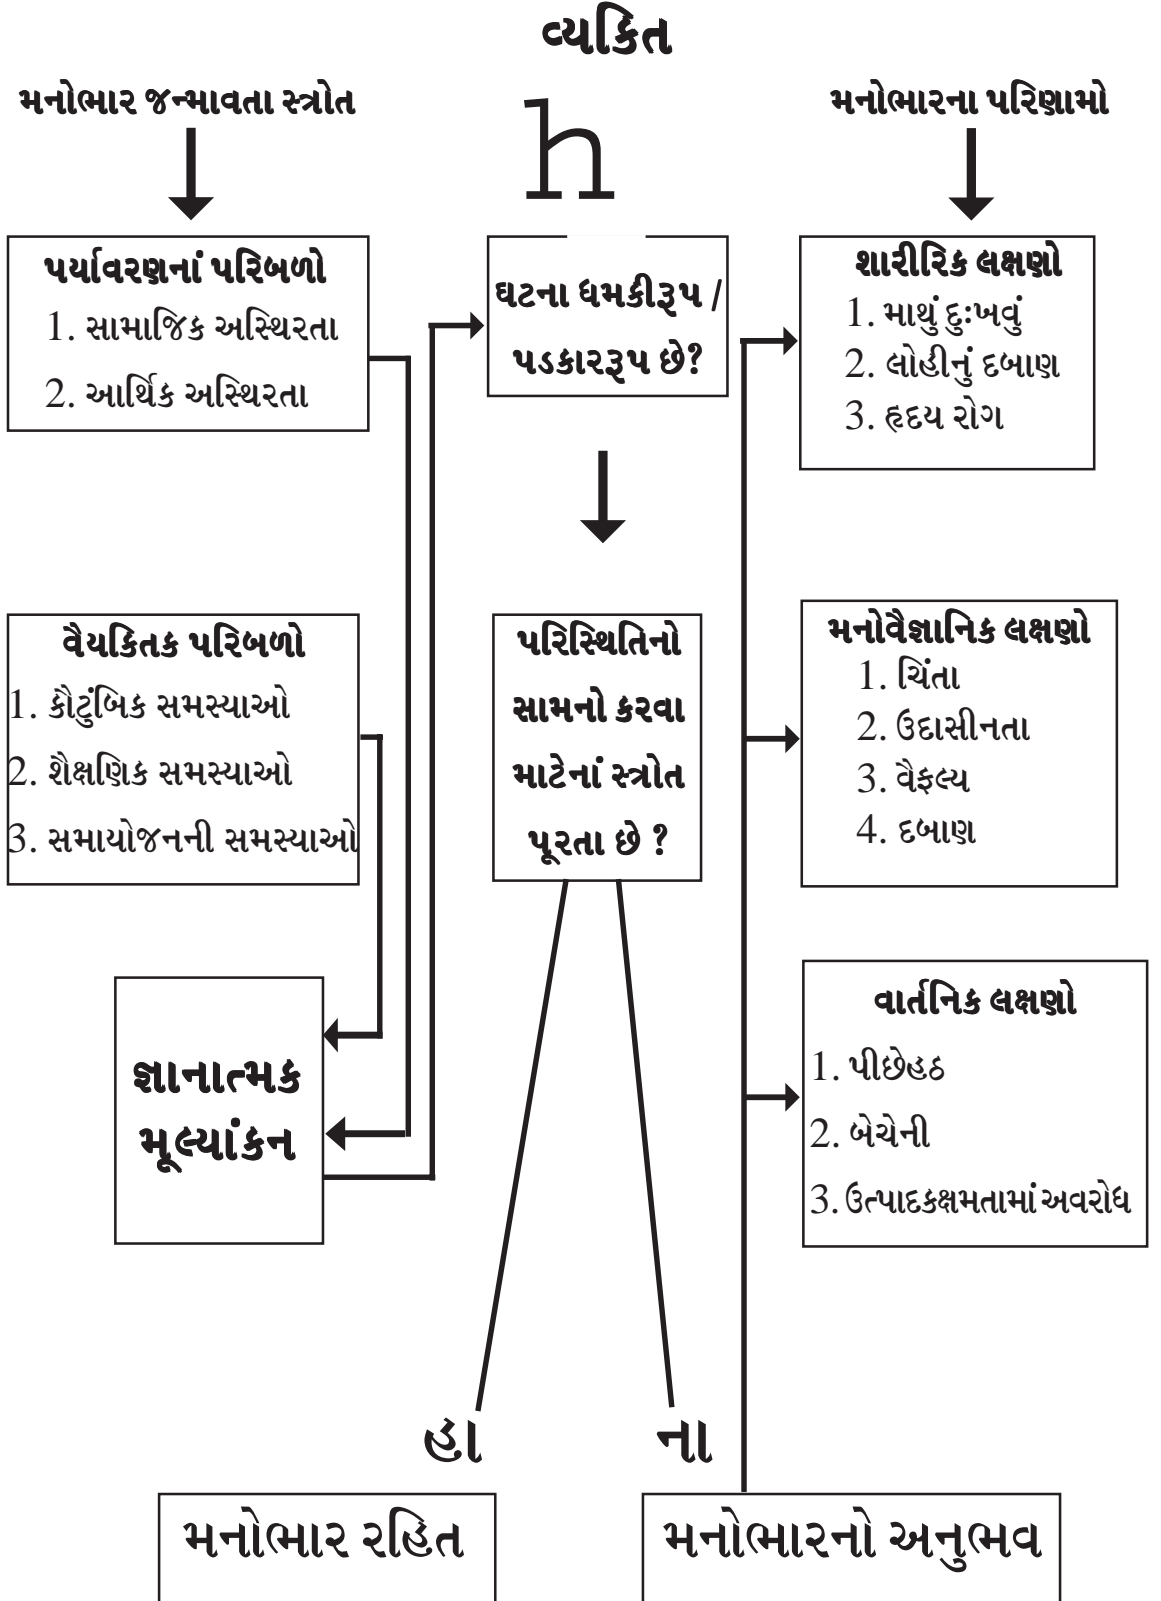 વ્યકિત
મનોભાર જન્માવતા સ્ત્રોત
મનોભારના પરિણામો
h
પર્યાવરણનાં પરિબળો
1. સામાજિક અસ્થિરતા
2. આર્થિક અસ્થિરતા
ઘટના ધમકીરૂપ /
પડકારરૂપ છે?
શારીરિક લક્ષણો
1. માથું દુઃખવું
2. લોહીનું દબાણ
3. હૃદય રોગ
વૈયકિતક પરિબળો
1. કૌટુંબિક સમસ્યાઓ
2. શૈક્ષણિક સમસ્યાઓ
3. સમાયોજનની સમસ્યાઓ
પરિસ્થિતિનો
સામનો કરવા
માટેનાં સ્ત્રોત
પૂરતા છે ?
મનોવૈજ્ઞાનિક લક્ષણો
1. ચિંતા
2. ઉદાસીનતા
3. વૈફલ્ય
4. દબાણ
જ્ઞાનાત્મક
મૂલ્યાંકન
વાર્તનિક લક્ષણો
1. પીછેહઠ
2. બેચેની
3. ઉત્પાદકક્ષમતામાં અવરોધ
હા
ના
મનોભાર રહિત
મનોભારનો અનુભવ